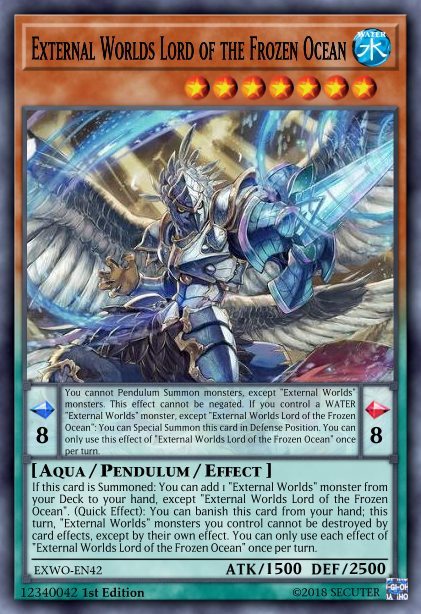 External Worlds Lord of the Frozen Ocean
WATER
水
You cannot Pendulum Summon monsters, except "External Worlds"
monsters. This effect cannot be negated. If you control a WATER
"External Worlds" monster, except "External Worlds Lord of the Frozen
Ocean": You can Special Summon this card in Defense Position. You can
only use this effect of "External Worlds Lord of the Frozen Ocean" once
per turn.
8
8
[ Aqua / Pendulum / Effect ]
If this card is Summoned: You can add 1 "External Worlds" monster from
your Deck to your hand, except "External Worlds Lord of the Frozen
Ocean". (Quick Effect): You can banish this card from your hand; this
turn, "External Worlds" monsters you control cannot be destroyed by
card effects, except by their own effect. You can only use each effect of
"External Worlds Lord of the Frozen Ocean" once per turn.
EXWO-EN42
ATK/1500 DEF/2500
12340042 1st Edition
©2018 SECUTER